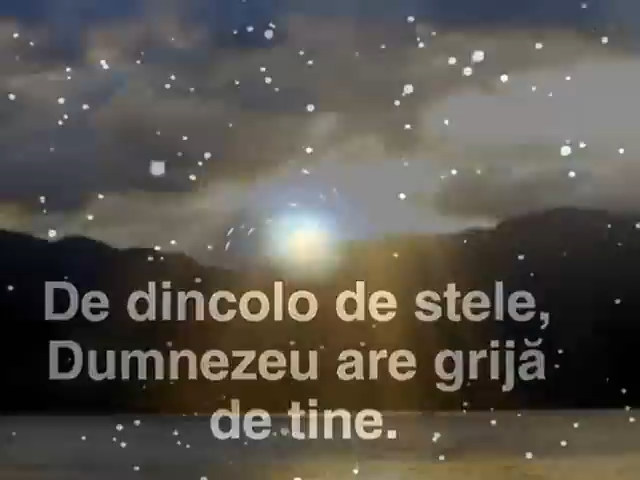 De dincolo de stele,
Dumnezeu are grijă
de tine.